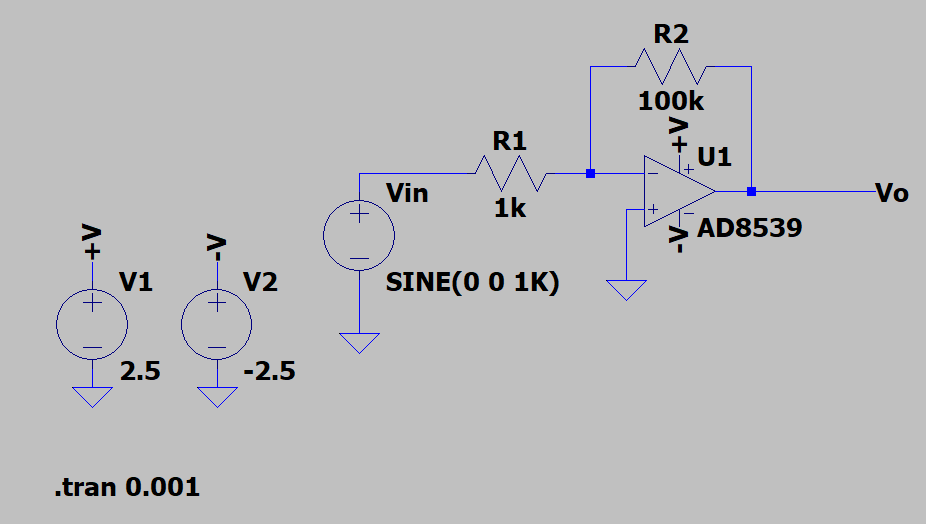 R2
100k
+V
U1
R1
Vin
1k
Vo
-V
AD8539
+V
-V
V1
V2
SINE(0 0 1K)
2.5
-2.5
.tran 0.001